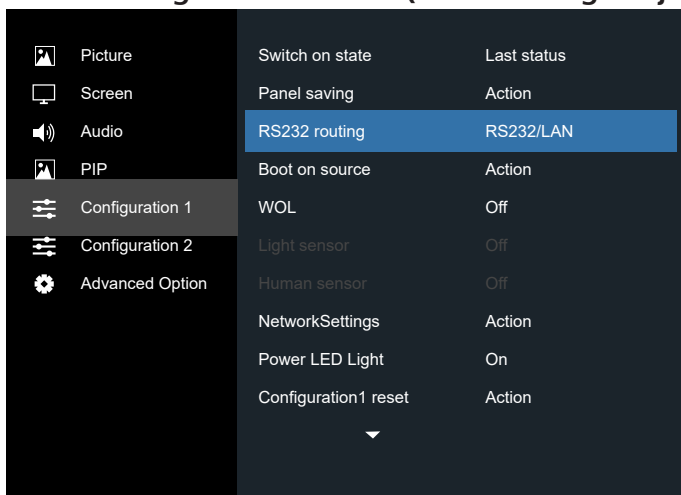 Picture
Screen
Audio
PIP
Configuration 1
Configuration 2
Advanced Option
Switch on state Last status
Panel saving Action
RS232 routing RS232/LAN
Boot on source Action
WOL Off
Light sensor Off
Human sensor Off
NetworkSettings Action
Power LED Light On
Configuration1 reset Action